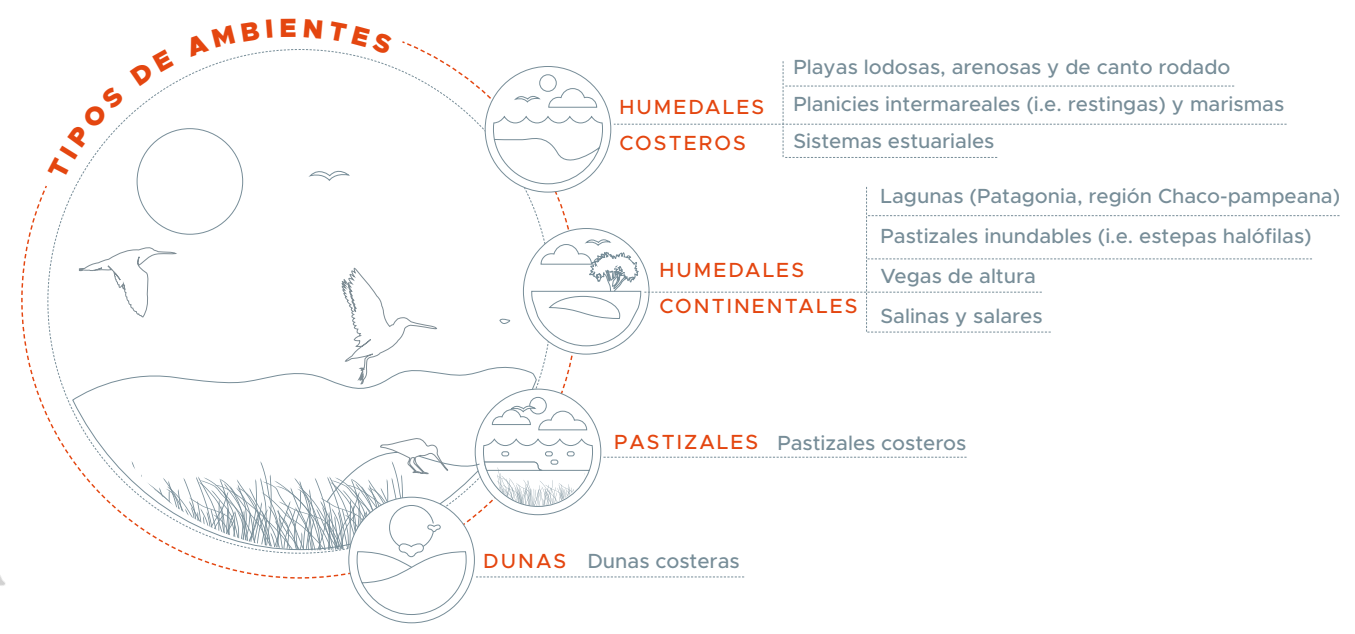 TIPOS DE AMBIENTES
HUMEDALES
COSTEROS
Playas lodosas, arenosas y de canto rodado
Planicies intermareales (i.e. restingas) y marismas
Sistemas estuariales
HUMEDALES
CONTINENTALES
Lagunas (Patagonia, región Chaco-pampeana)
Pastizales inundables (i.e. estepas halófilas)
Vegas de altura
Salinas y salares
PASTIZALES Pastizales costeros
DUNAS Dunas costeras